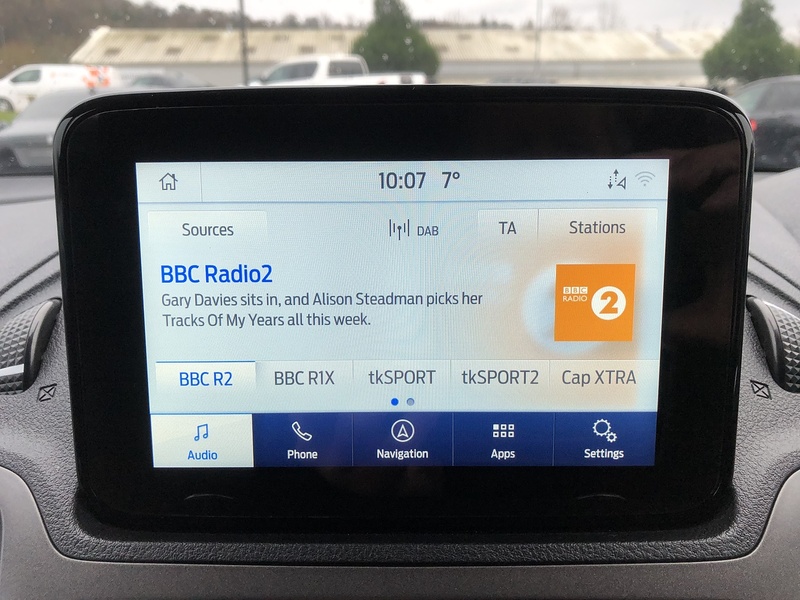 10:07 7°
Sources DAB TA Stations
BBC Radio2
Gary Davies sits in, and Alison Steadman picks her
Tracks Of My Years all this week.
BBC
RADIO 2
BBC R2 BBC R1X tkSPORT tkSPORT2 Cap XTRA
Audio Phone Navigation Apps Settings